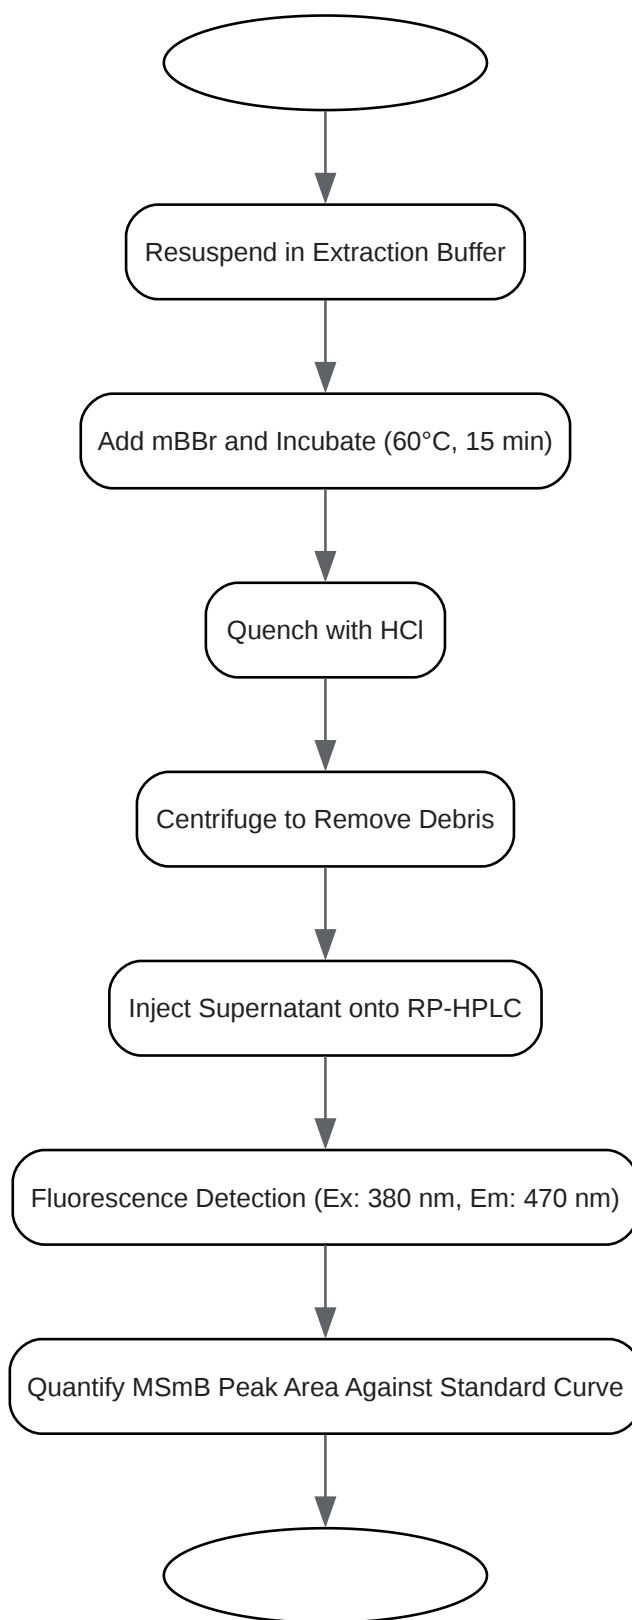 Resuspend in Extraction Buffer
Add mBBr and Incubate (60°C, 15 min)
Quench with HCl
Centrifuge to Remove Debris
Inject Supernatant onto RP-HPLC
Fluorescence Detection (Ex: 380 nm, Em: 470 nm)
Quantify MSmB Peak Area Against Standard Curve